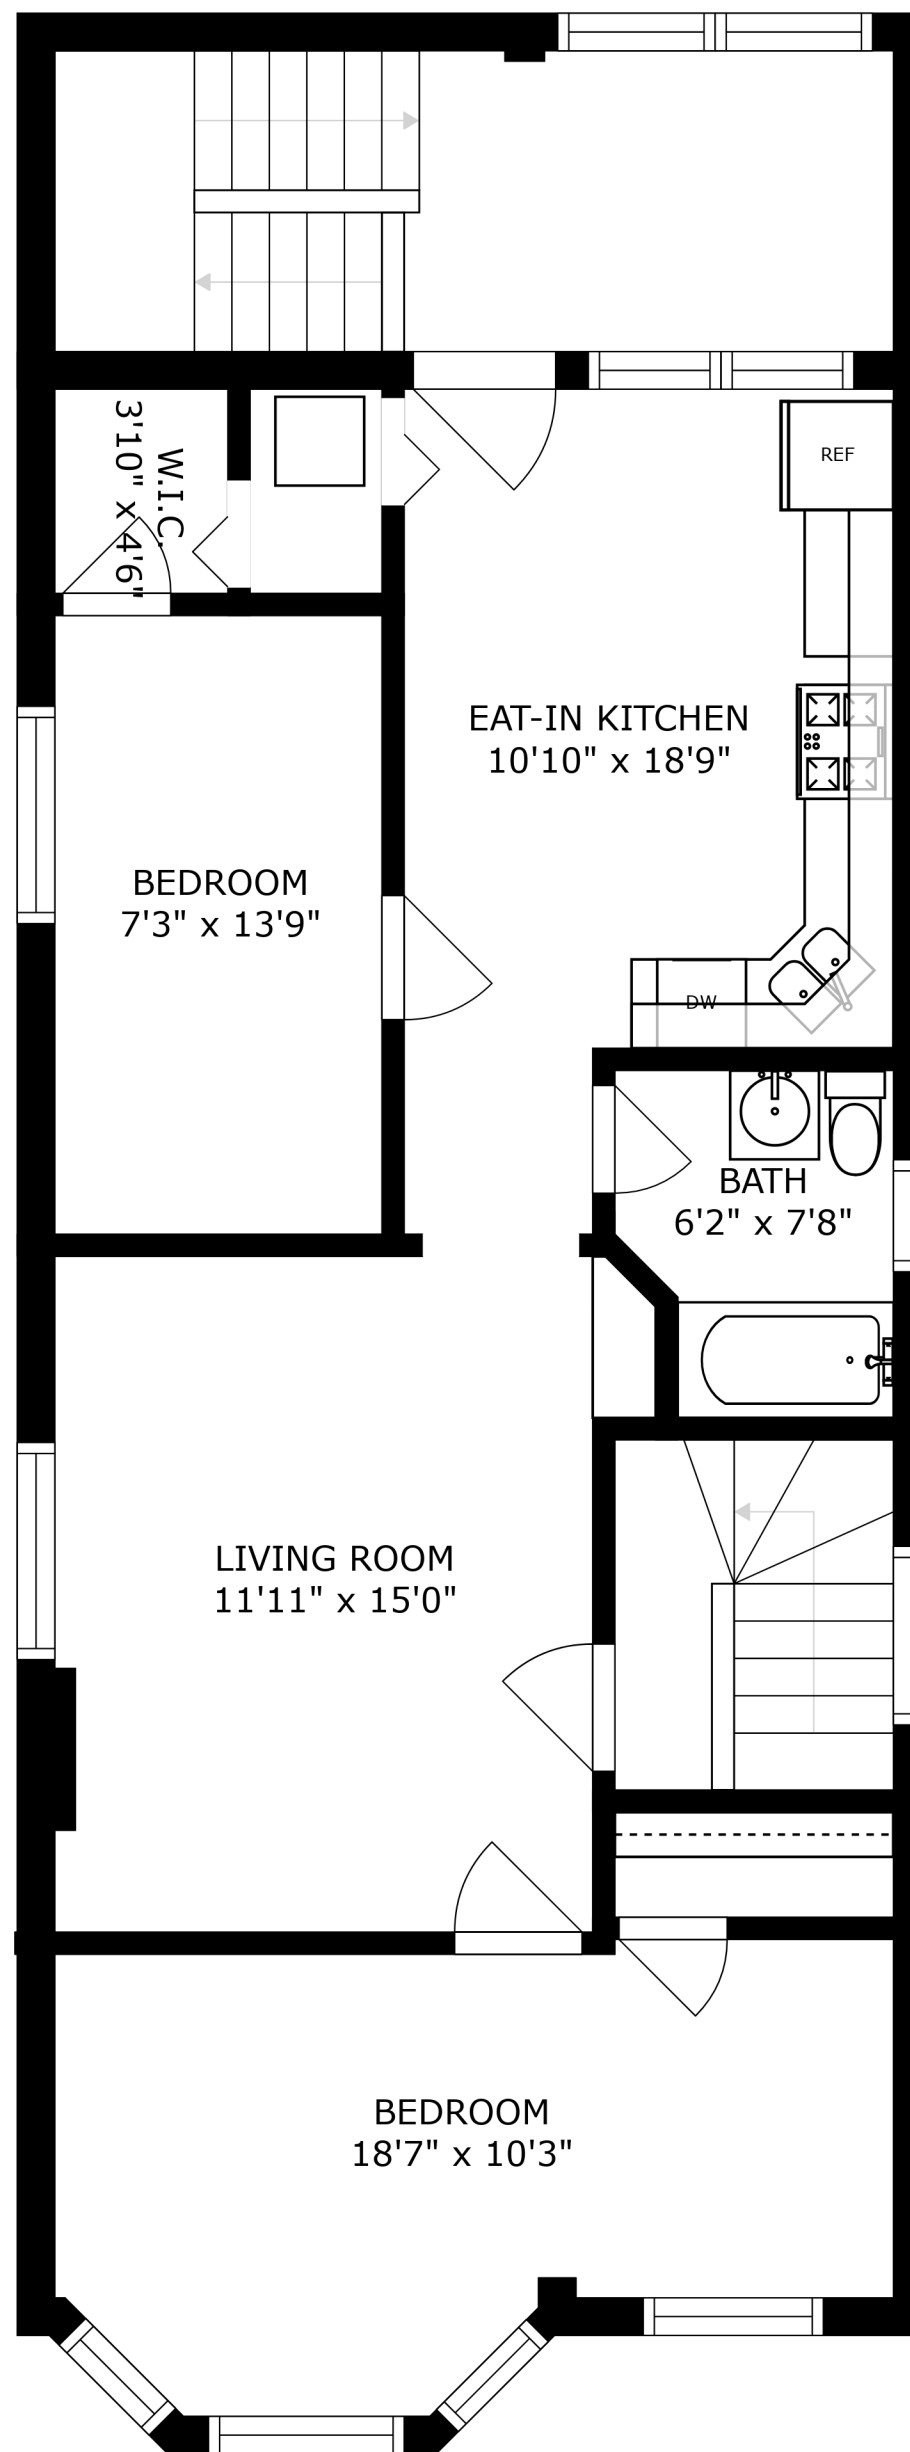 W.I.C.
3'10" x 4'6"
REF
EAT-IN KITCHEN
10'10" x 18'9"
BEDROOM
7'3" x 13'9"
DW
BATH
6'2" x 7'8"
LIVING ROOM
11'11" x 15'0"
BEDROOM
18'7" x 10'3"